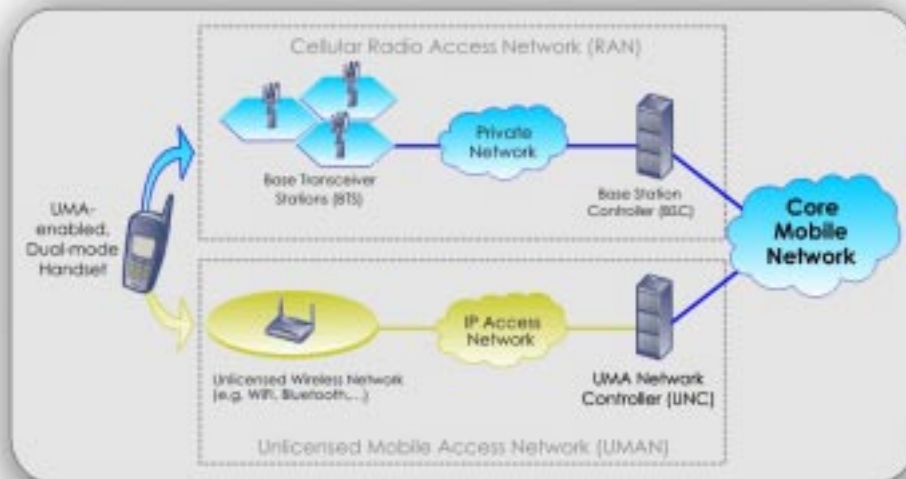 Cellular Radio Access Network (RAN)
Private
Network
Base Transceiver
Stations (BTS)
Base Station
Controller (BSC)
UMA-
enabled,
Dual-mode
Handset
Core
Mobile
Network
IP Access
Network
Unlicensed Wireless Network
(e.g. WiFi, Bluetooth,...)
UMA Network
Controller (UNC)
Unlicensed Mobile Access Network (UMAN)